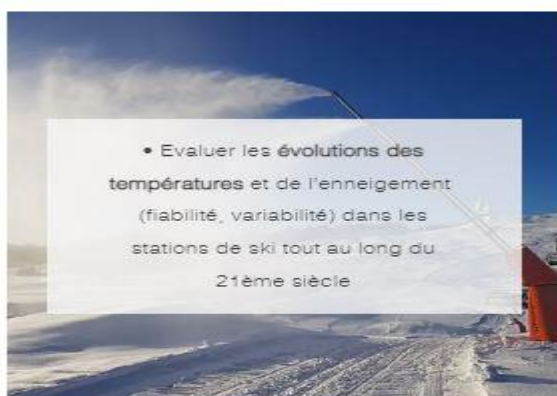 • Evaluer les évolutions des
températures et de l'enneigement
(fiabilité, variabilité) dans les
stations de ski tout au long du
21ème siècle